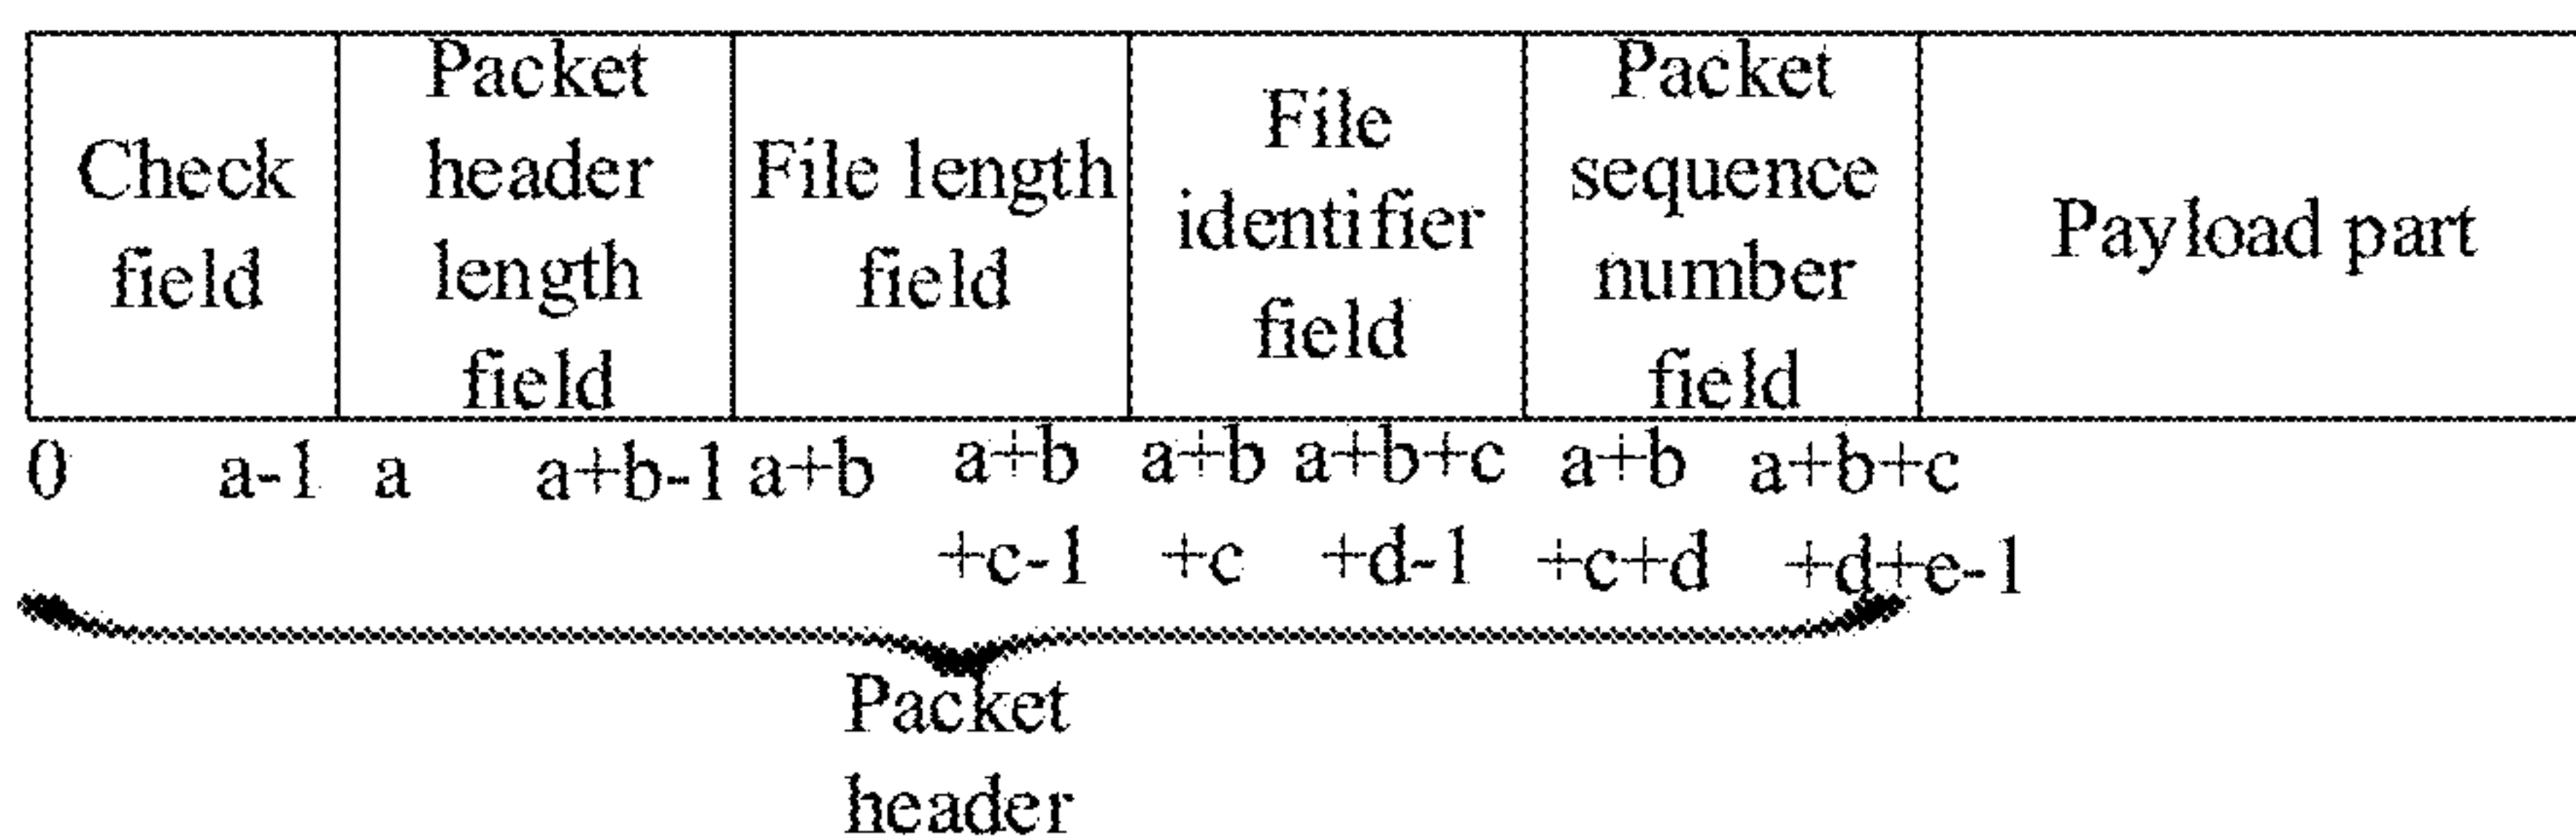 Check
field
Packet
header
length
field
File length
field
File
identifier
field
Packet
sequence
number
field
Payload part
0
a-1
a
a+b-1
a+b
a+b
+c-1
a+b
+c
a+b+c
+d-1
a+b
+c+d
a+b+c
+d+e-1
Packet
header